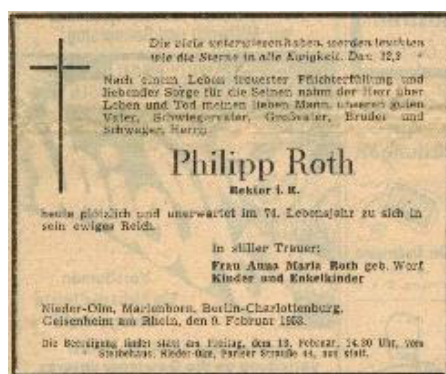 Die viele unterwiesen haben, werden leuchten
wie die Sterne in alle Ewigkeit. Dan. 12,3
Nach einem Leben treuester Pflichterfüllung und
liebender Sorge für die Seinen nahm der Herr über
Leben und Tod meinen lieben Mann, unseren guten
Vater, Schwiegervater, Großvater, Bruder und
Schwager, Herrn
Philipp Roth
Rektor i. R.
heute plötzlich und unerwartet im 74. Lebensjahr zu sich in
sein ewiges Reich.
In stiller Trauer:
Frau Anna Maria Roth geb.
Kinder und Enkelkinder
Nieder-Olm, Marienborn, Berlin-Charlottenburg,
Geisenheim am Rhein, den 9. Februar
Die Beerdigung findet statt am Freitag, dem 13. Februar, 14.30 Uhr, vom
Sterbehaus, Nieder-Olm, Pariser Straße aus statt.